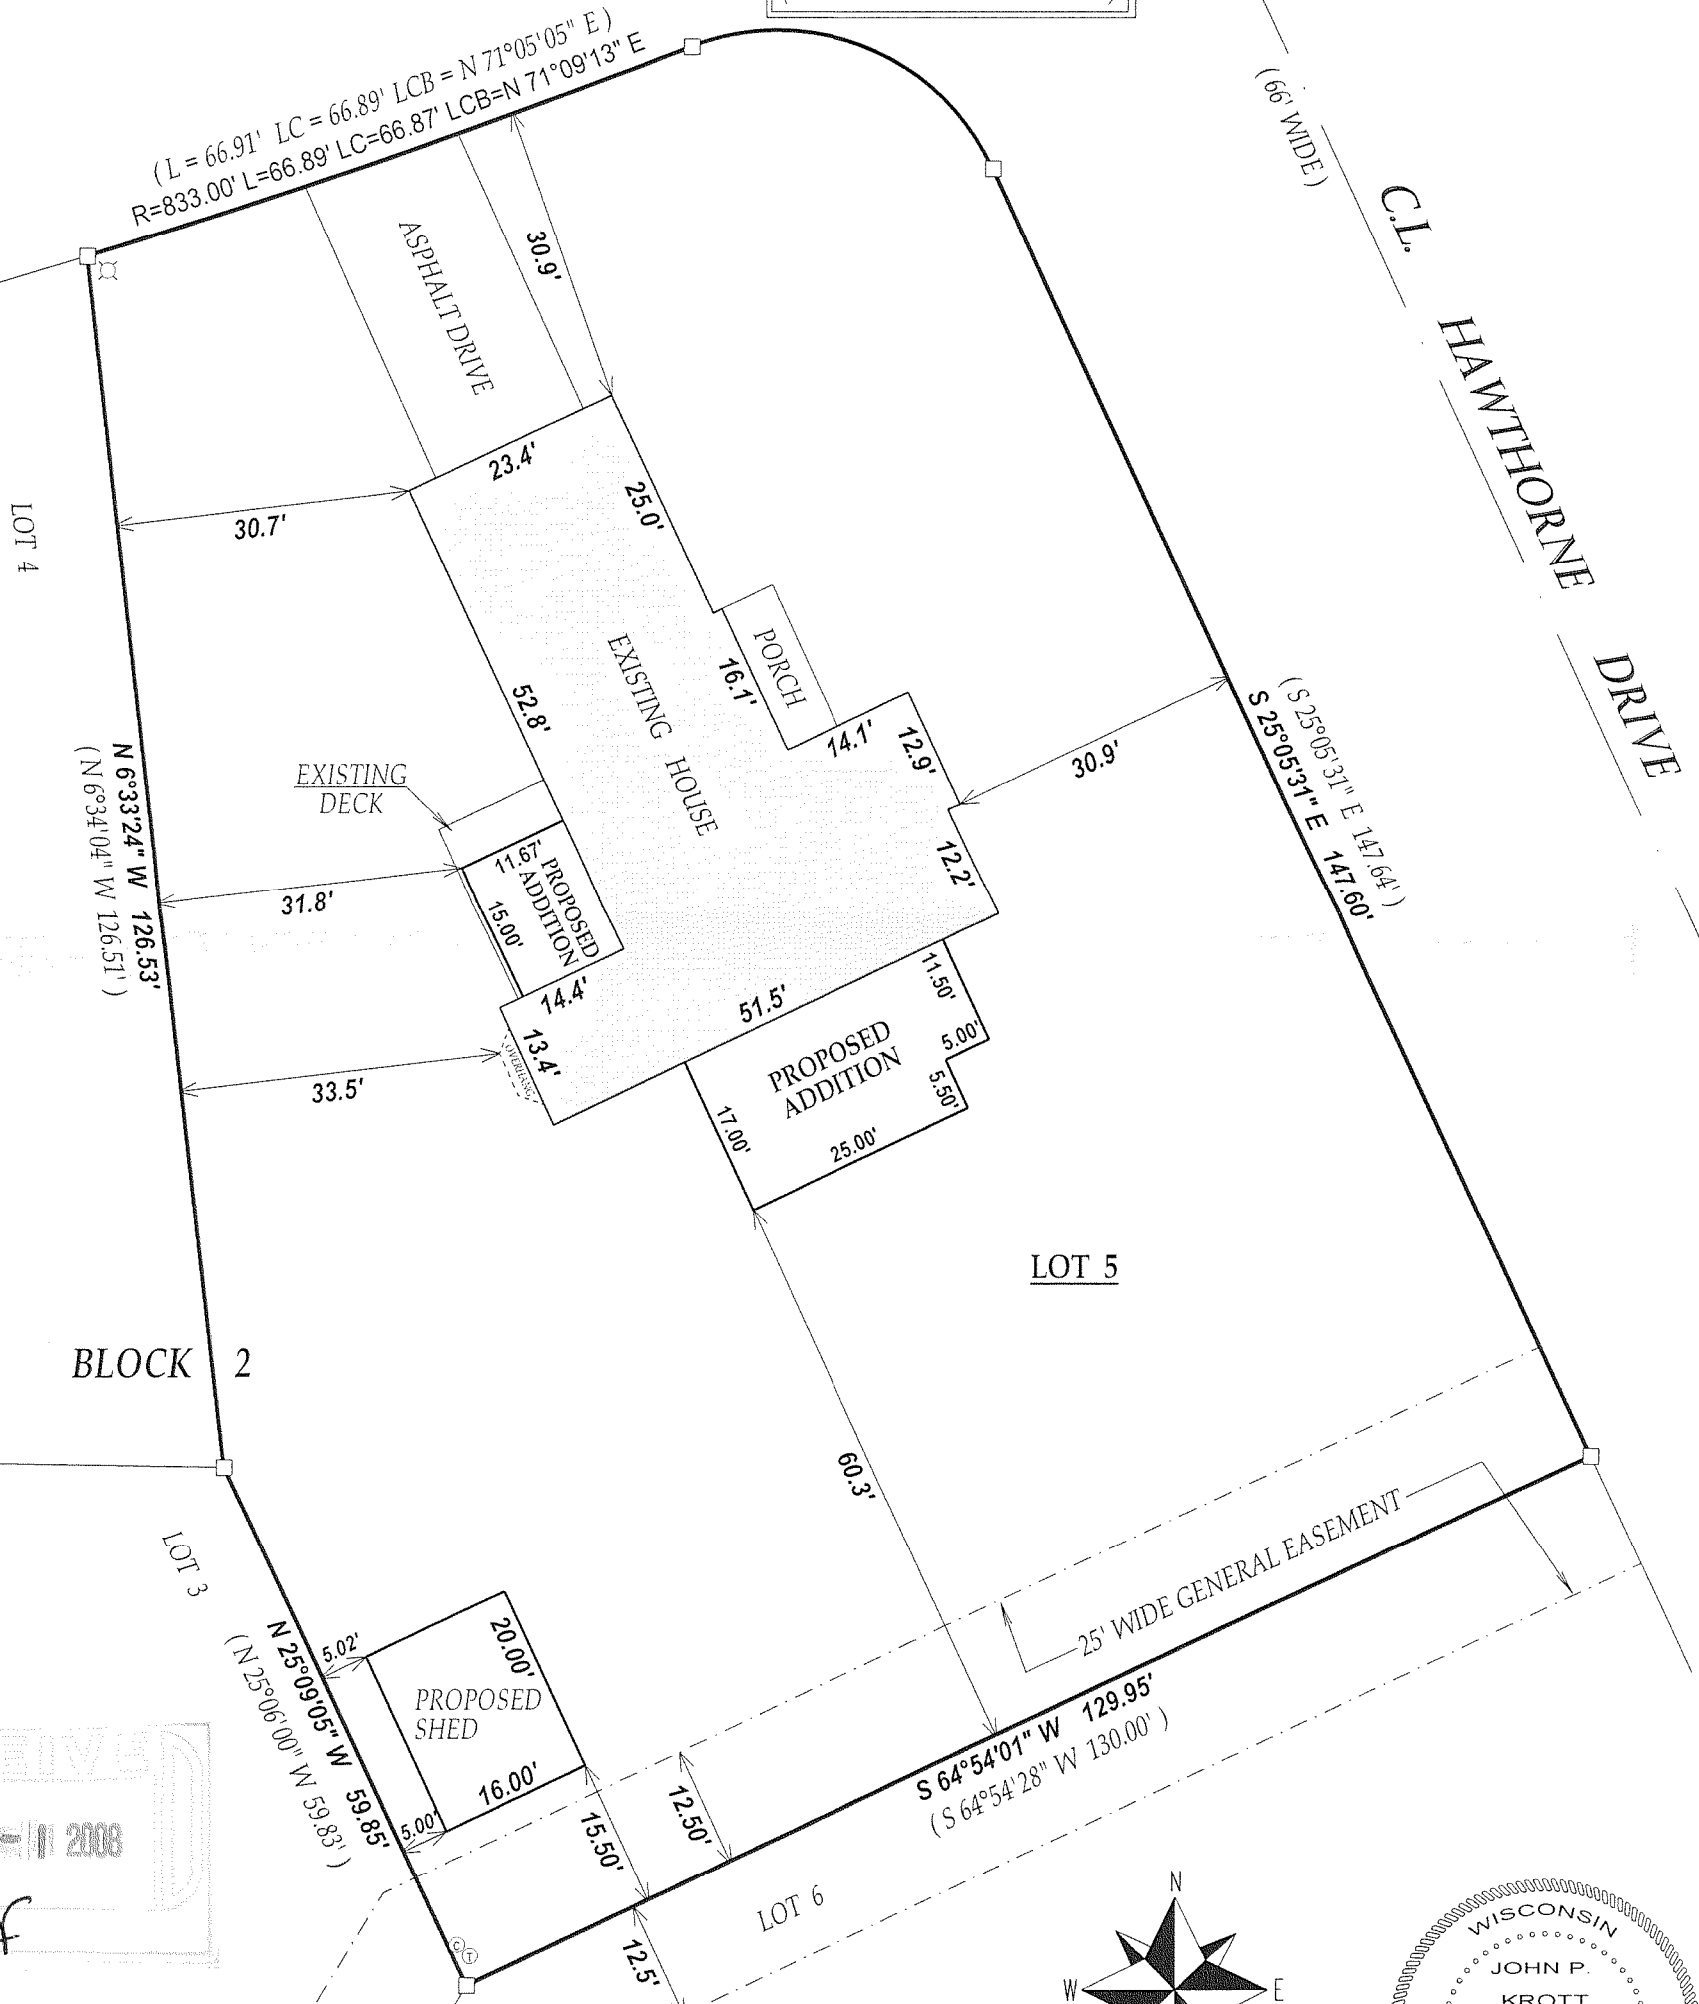 ( L = 66.91' LC = 66.89' LCB = N 71°05'05" E )
R=833.00' L=66.89' LC=66.87' LCB=N 71°09'13" E
( 66' WIDE )
C.L. HAWTHORNE DRIVE
ASPHALT DRIVE
30.9'
23.4'
25.0'
30.7'
LOT 4
EXISTING HOUSE
PORCH
16.1'
14.1'
12.9'
30.9'
52.8'
12.2'
( S 25°05'31" E 147.64' )
S 25°05'31" E 147.60'
N 6°33'24" W 126.53'
( N 6°34'04" W 126.51' )
EXISTING
DECK
11.67'
PROPOSED
ADDITION
15.00'
31.8'
14.4'
13.4'
OVERHANG
33.5'
51.5'
11.50'
5.00'
5.50'
PROPOSED
ADDITION
17.00'
25.00'
LOT 5
BLOCK 2
60.3'
25' WIDE GENERAL EASEMENT
LOT 3
5.02'
20.00'
PROPOSED
SHED
16.00'
5.00'
N 25°09'05" W 59.85'
( N 25°06'00" W 59.83' )
15.50'
12.50'
S 64°54'01" W 129.95'
( S 64°54'28" W 130.00' )
LOT 6
12.5'
C
T
2008
N
W
E
WISCONSIN
JOHN P.
KROTT